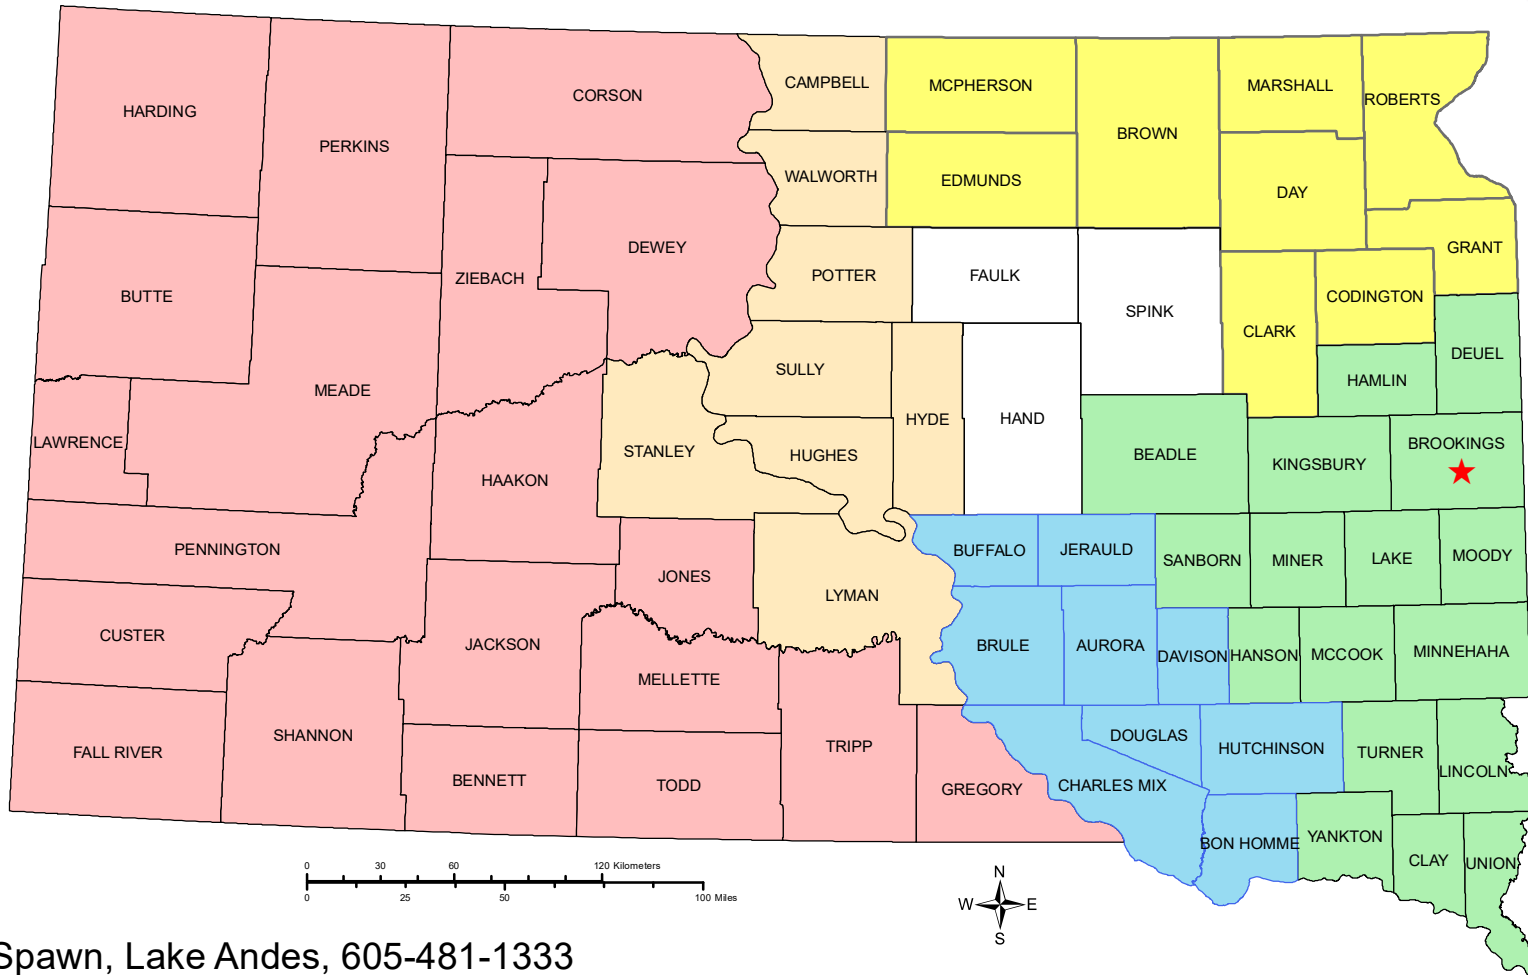 CAMPBELL
MCPHERSON
MARSHALL
ROBERTS
CORSON
HARDING
BROWN
PERKINS
WALWORTH
EDMUNDS
DAY
DEWEY
GRANT
ZIEBACH
POTTER
FAULK
BUTTE
CODINGTON
SPINK
CLARK
DEUEL
SULLY
HAMLIN
MEADE
HYDE
HAND
LAWRENCE
BROOKINGS
STANLEY
HUGHES
BEADLE
KINGSBURY
HAAKON
PENNINGTON
BUFFALO
JERAULD
SANBORN
MINER
LAKE
MOODY
JONES
LYMAN
CUSTER
JACKSON
BRULE
AURORA
DAVISON
HANSON
MCCOOK
MINNEHAHA
MELLETTE
SHANNON
DOUGLAS
FALL RIVER
TRIPP
HUTCHINSON
TURNER
LINCOLN
BENNETT
TODD
GREGORY
CHARLES MIX
BON HOMME
YANKTON
CLAY
UNION
0 30 60 120 Kilometers
0 25 50 100 Miles
N
W E
S
Spawn, Lake Andes, 605-481-1333